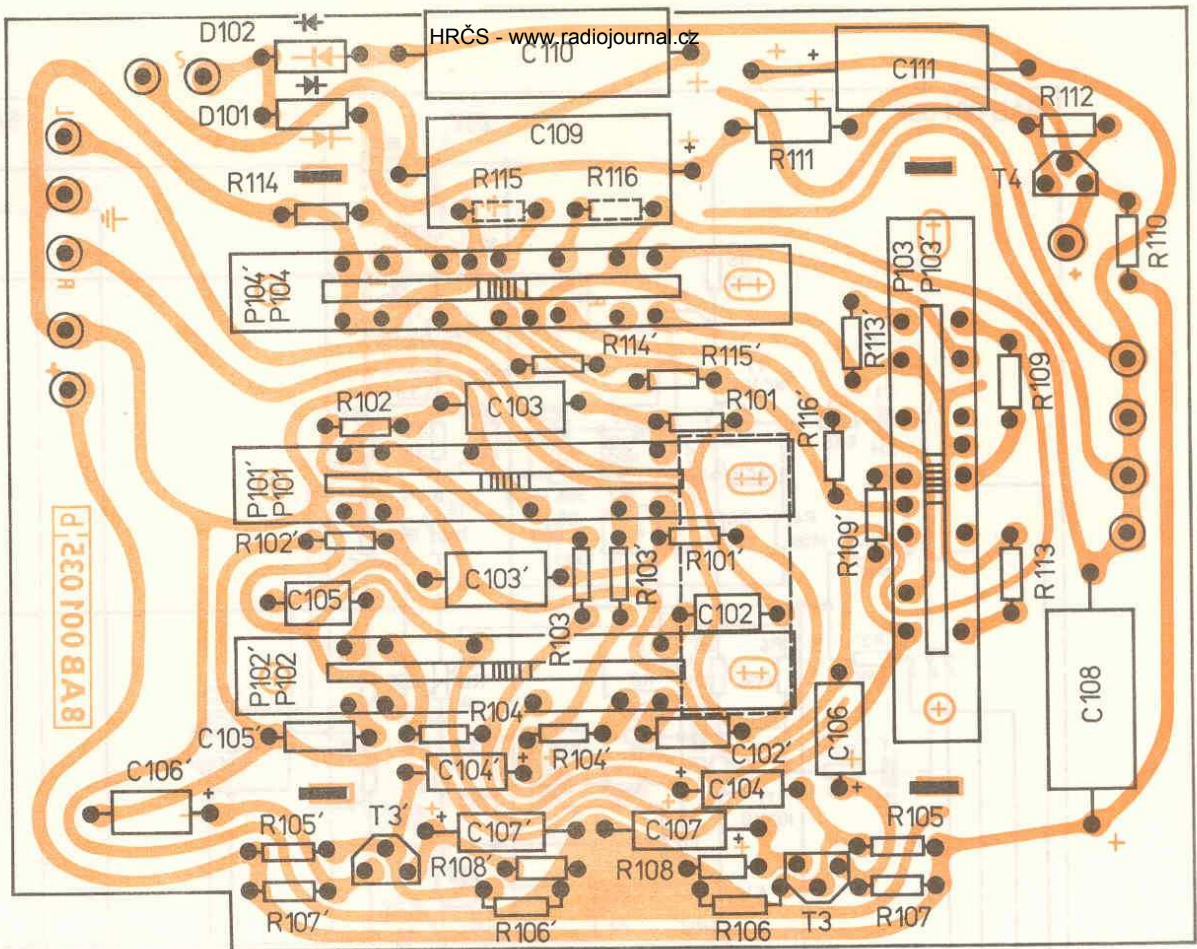 HRČS - www.radiojournal.cz
D102
C110
C111
S
D101
R112
C109
R111
L
T4
R114
R115
R116
R110
R
P104′
P104
P103
P103′
R113′
R114′
R115′
R109
R102
C103
R101
R116′
P101′
P101
R109′
R102′
R101′
R113
C103′
R103
R103′
C105
C102
P102′
P102
C108
8AB001032,P
R104
C106
C105′
R104′
C102′
C106′
C104′
C104
T3′
R105′
C107′
C107
R105
R108′
R108
R107′
R106′
R106
T3
R107